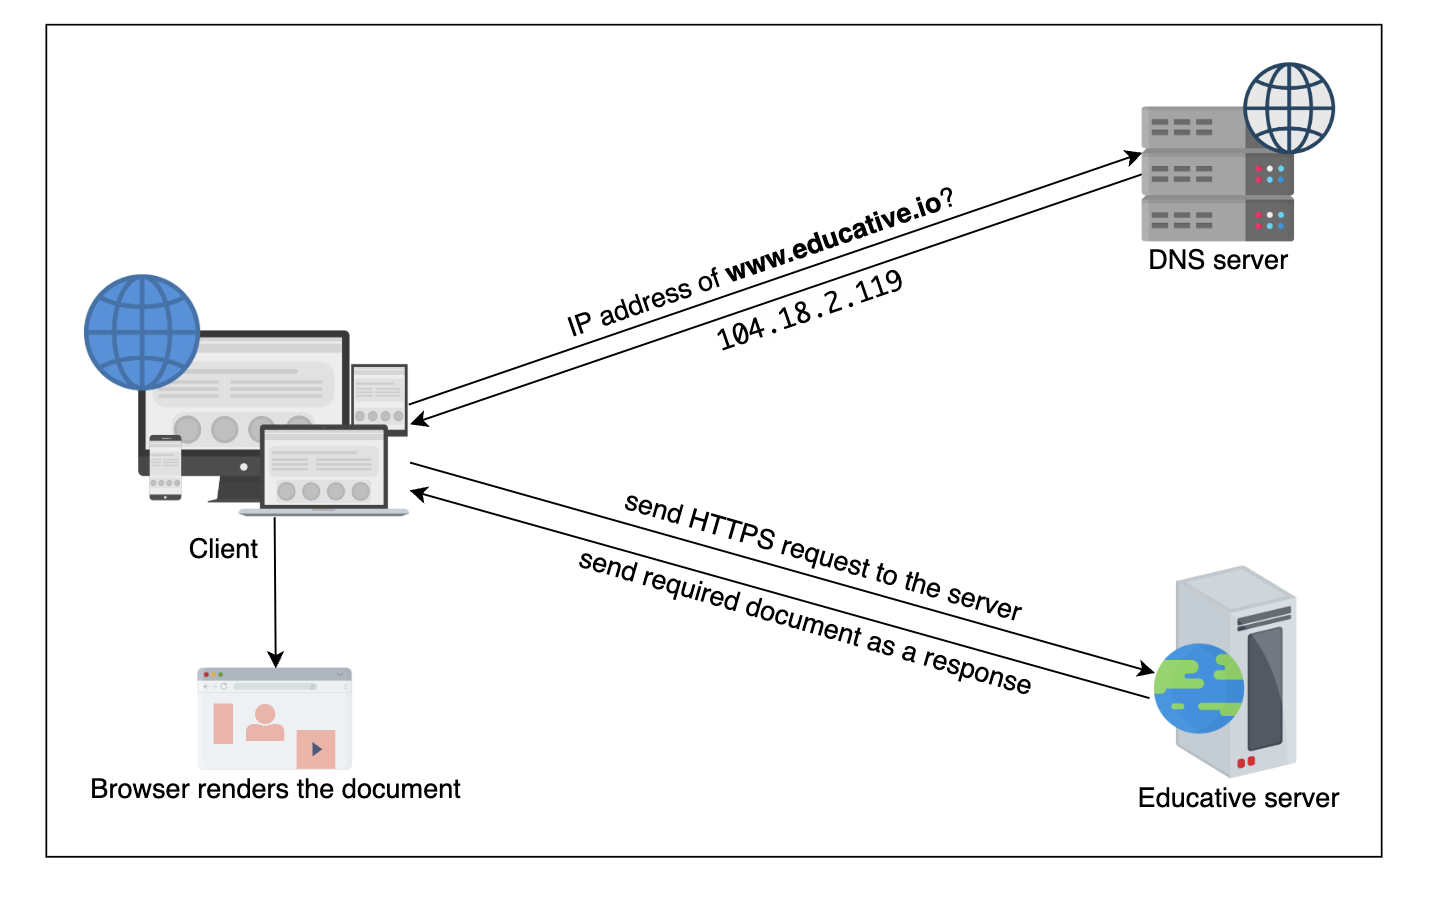 IP address of www.educative.io?
104.18.2.119
DNS server
Client
send HTTPS request to the server
send required document as a response
Browser renders the document
Educative server